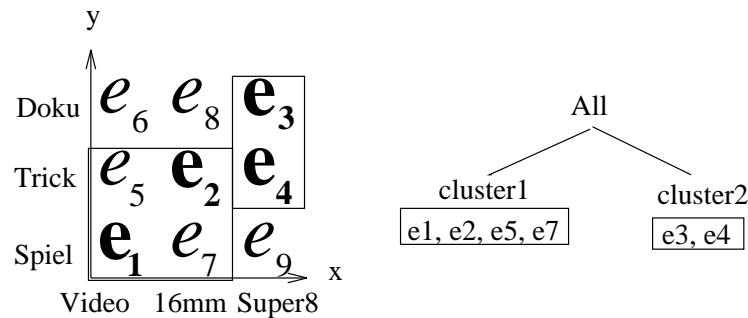 y
Doku e6 e8 e3
Trick e5 e2 e4
Spiel e1 e7 e9
x
Video 16mm Super8
All
cluster1 cluster2
e1, e2, e5, e7 e3, e4